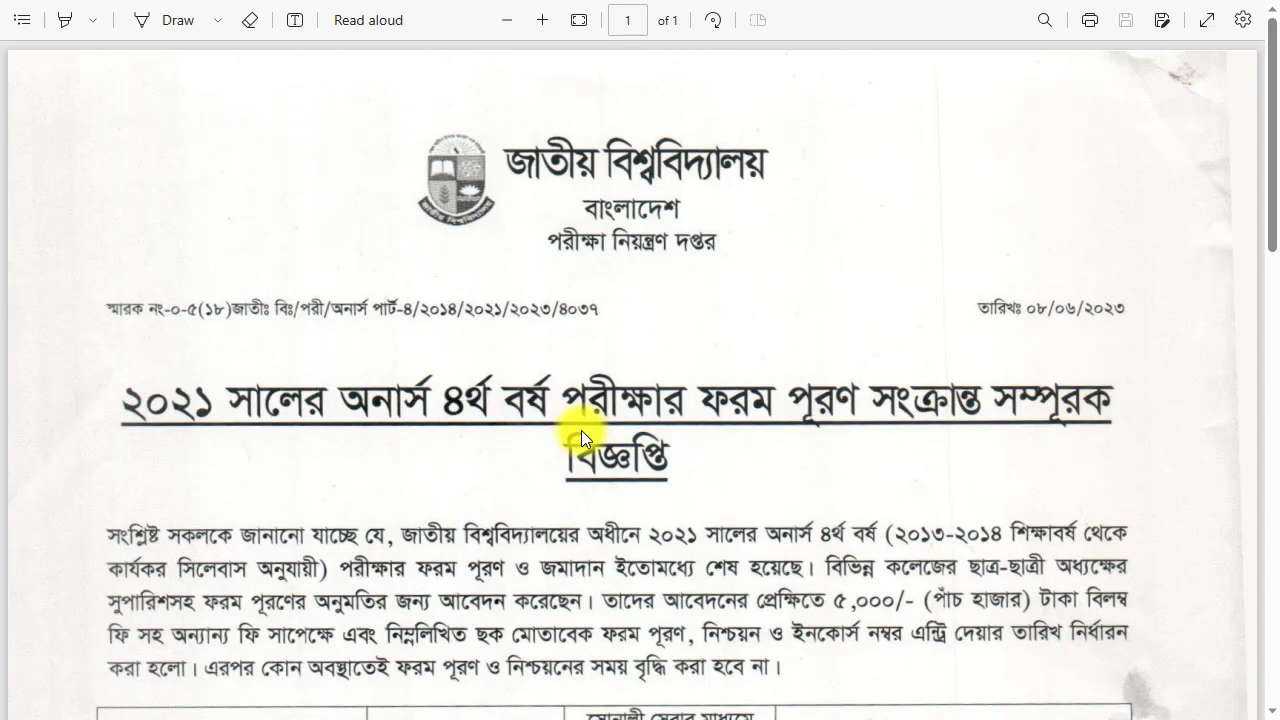 Draw
Read aloud
1 of 1
জাতীয় বিশ্ববিদ্যালয়
বাংলাদেশ
পরীক্ষা নিয়ন্ত্রণ দপ্তর
স্মারক নং-০-৫(১৮)জাতীঃ বিঃ/পরী/অনার্স পার্ট-৪/২০১৪/২০২১/২০২৩/৪০৩৭
তারিখঃ ০৮/০৬/২০২৩
২০২১ সালের অনার্স ৪র্থ বর্ষ পরীক্ষার ফরম পূরণ সংক্রান্ত সম্পূরক
বিজ্ঞপ্তি
সংশ্লিষ্ট সকলকে জানানো যাচ্ছে যে, জাতীয় বিশ্ববিদ্যালয়ের অধীনে ২০২১ সালের অনার্স ৪র্থ বর্ষ (২০১৩-২০১৪ শিক্ষাবর্ষ থেকে
কার্যকর সিলেবাস অনুযায়ী) পরীক্ষার ফরম পূরণ ও জমাদান ইতোমধ্যে শেষ হয়েছে। বিভিন্ন কলেজের ছাত্র-ছাত্রী অধ্যক্ষের
সুপারিশসহ ফরম পূরণের অনুমতির জন্য আবেদন করেছেন। তাদের আবেদনের প্রেক্ষিতে ৫,০০০/- (পাঁচ হাজার) টাকা বিলম্ব
ফি সহ অন্যান্য ফি সাপেক্ষে এবং নিম্নলিখিত ছক মোতাবেক ফরম পূরণ, নিশ্চয়ন ও ইনকোর্স নম্বর এন্ট্রি দেয়ার তারিখ নির্ধারন
করা হলো। এরপর কোন অবস্থাতেই ফরম পূরণ ও নিশ্চয়নের সময় বৃদ্ধি করা হবে না।
সোনালী সেবার মাধ্যমে